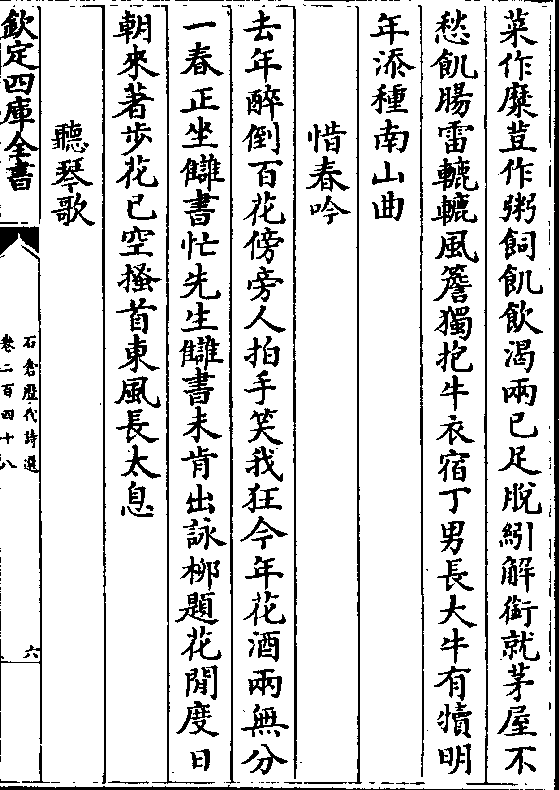 菜作糜荳作粥飼飢飲渴兩已足脫紖解銜就茅屋不
愁飢腸雷轆轆風簷獨抱牛衣宿丁男長大牛有犢明
年添種南山曲
惜春吟
去年醉倒百花傍旁人拍手笑我狂今年花酒兩無分
一春正坐讎書忙先生讎書未肯出詠柳題花閒度日
朝來著步花已空搔首東風長太息
聽琴歌
欽定四庫全書
石倉歷代詩選
卷二百四十八
六